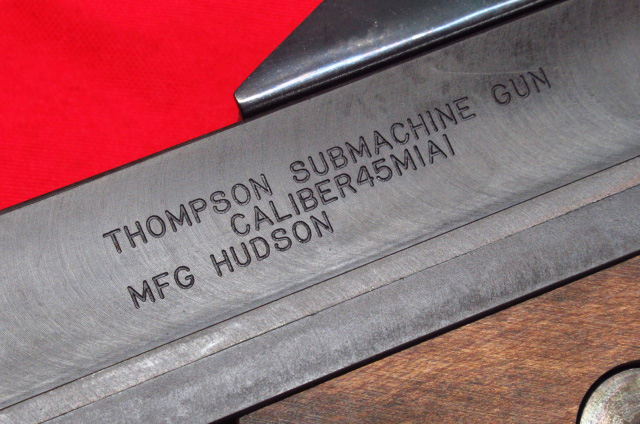 THOMPSON SUBMACHINE GUN
CALIBER45M1A1
MFG HUDSON